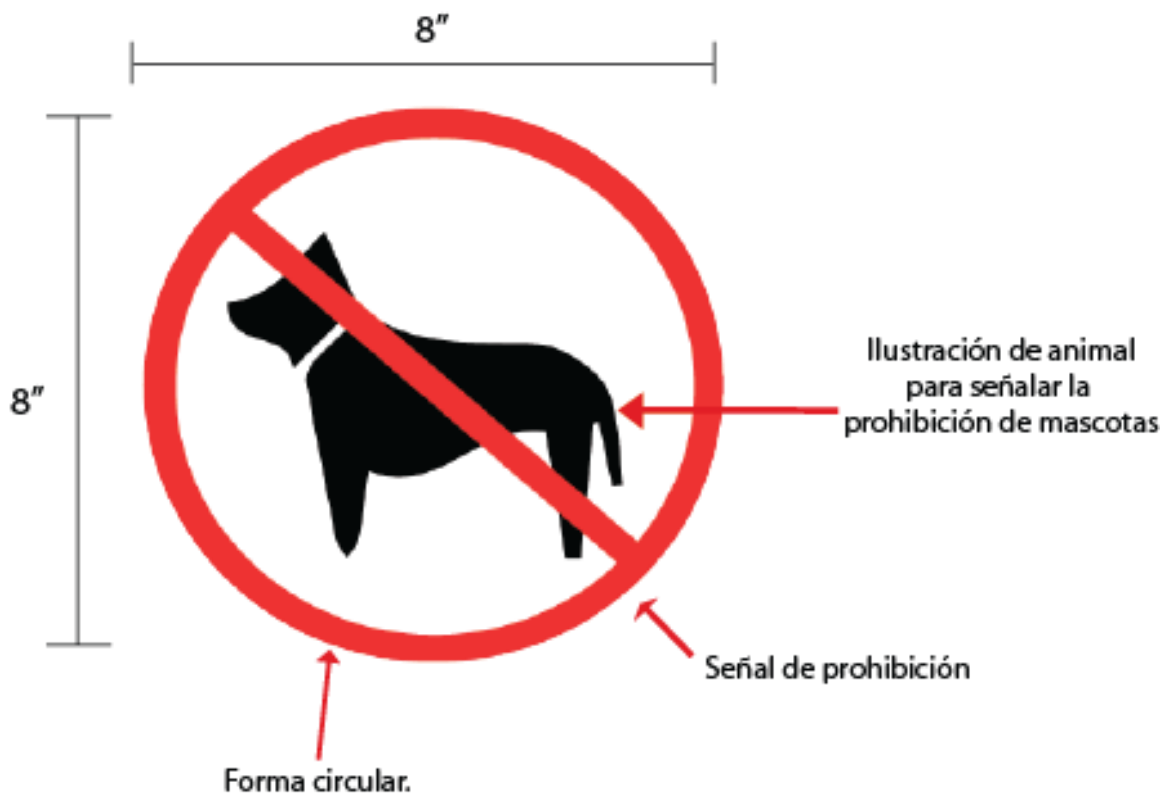 8"
8"
Ilustración de animal
para señalar la
prohibición de mascotas
Señal de prohibición
Forma circular.